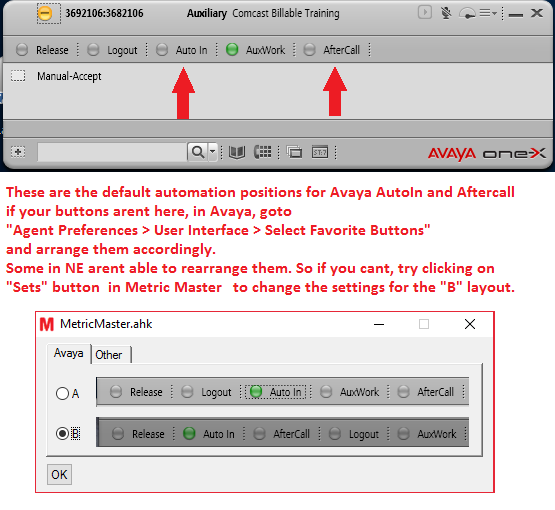 3692106:3682106 Auxiliary Comcast Billable Training
Release Logout Auto In AuxWork AfterCall
Manual-Accept
AVAYA one-X
These are the default automation positions for Avaya AutoIn and Aftercall
if your buttons arent here, in Avaya, goto
"Agent Preferences > User Interface > Select Favorite Buttons"
and arrange them accordingly.
Some in NE arent able to rearrange them. So if you cant, try clicking on
"Sets" button in Metric Master to change the settings for the "B" layout.
M MetricMaster.ahk
Avaya Other
A Release Logout Auto In AuxWork AfterCall
B Release Auto In AfterCall Logout AuxWork
OK